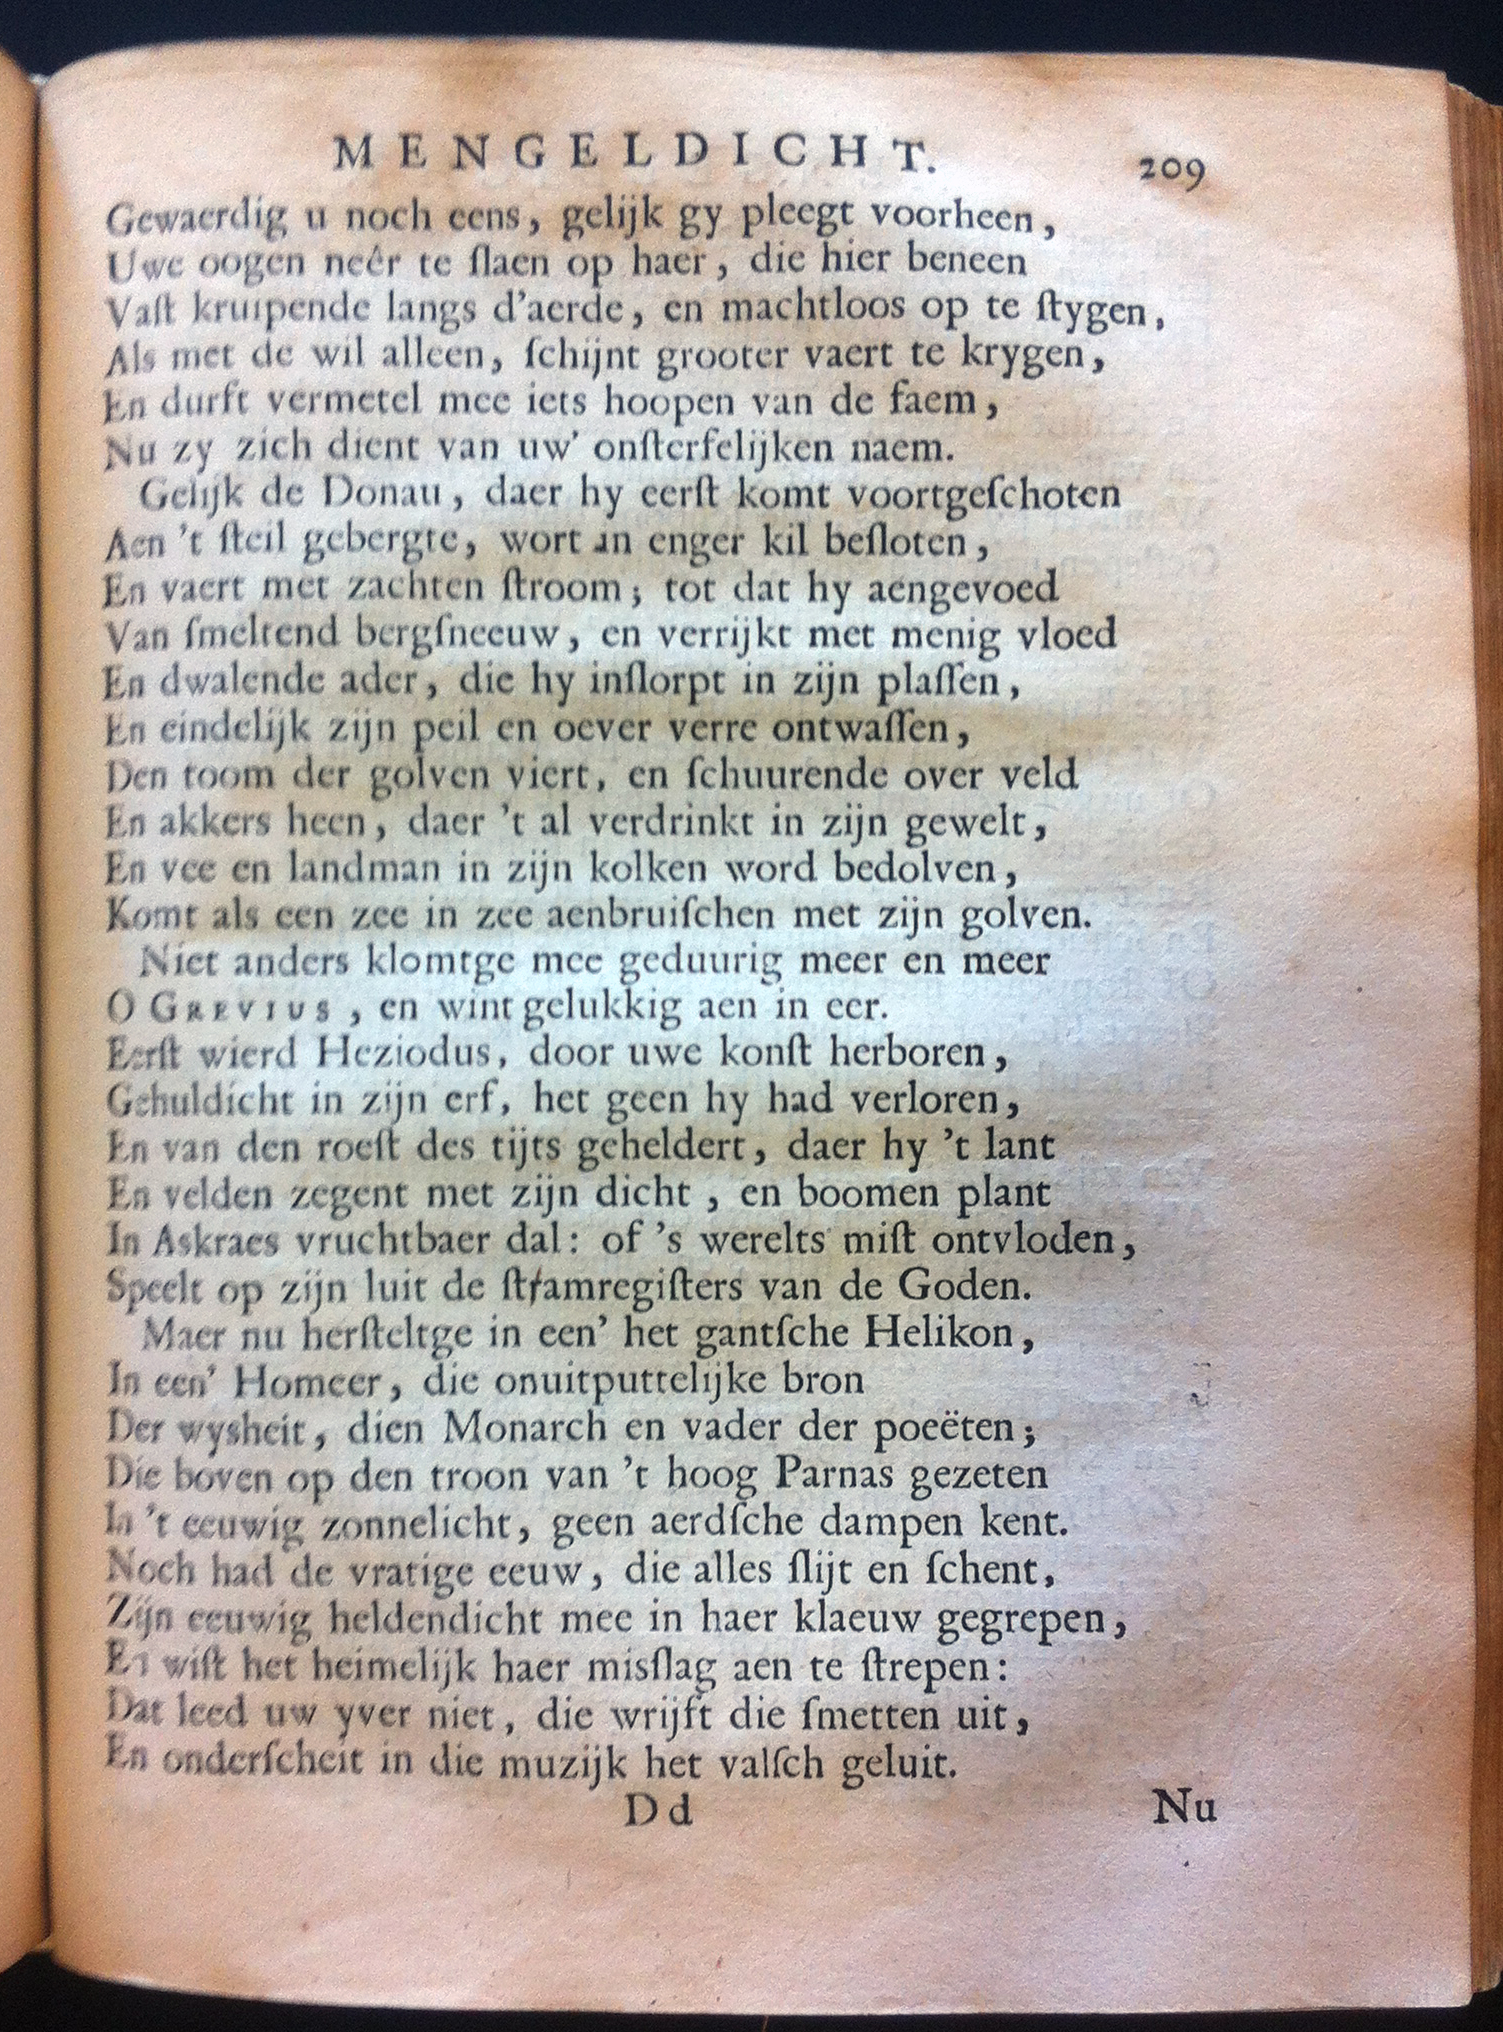 MENGELDICHT. 209
Gewaerdig u noch eens, gelijk gy pleegt voorheen,
Uwe oogen neêr te ſlaen op haer, die hier beneen
Vaſt kruipende langs d'aerde, en machtloos op te ſtygen,
Als met de wil alleen, ſchijnt grooter vaert te krygen,
En durft vermetel mee iets hoopen van de faem,
Nu zy zich dient van uw' onſterfelijken naem.
Gelijk de Donau, daer hy eerſt komt voortgeſchoten
Aen 't ſteil gebergte, wort in enger kil beſloten,
En vaert met zachten ſtroom; tot dat hy aengevoed
Van ſmeltend bergſneeuw, en verrijkt met menig vloed
En dwalende ader, die hy inſlorpt in zijn plaſſen,
En eindelijk zijn peil en oever verre ontwaſſen,
Den toom der golven viert, en ſchuurende over veld
En akkers heen, daer 't al verdrinkt in zijn gewelt,
En vee en landman in zijn kolken word bedolven,
Komt als een zee in zee aenbruiſchen met zijn golven.
Niet anders klomtge mee geduurig meer en meer
O GREVIUS, en wint gelukkig aen in eer.
Eerſt wierd Heziodus, door uwe konſt herboren,
Gehuldicht in zijn erf, het geen hy had verloren,
En van den roeſt des tijts geheldert, daer hy 't lant
En velden zegent met zijn dicht, en boomen plant
In Askraes vruchtbaer dal: of 's werelts miſt ontvloden,
Speelt op zijn luit de ſtamregiſters van de Goden.
Maer nu herſteltge in een' het gantſche Helikon,
In een' Homeer, die onuitputtelijke bron
Der wysheit, dien Monarch en vader der poeëten;
Die boven op den troon van 't hoog Parnas gezeten
In 't eeuwig zonnelicht, geen aerdſche dampen kent.
Noch had de vratige eeuw, die alles ſlijt en ſchent,
Zijn eeuwig heldendicht mee in haer klaeuw gegrepen,
En wiſt het heimelijk haer misſlag aen te ſtrepen:
Dat leed uw yver niet, die wrijft die ſmetten uit,
En onderſcheit in die muzijk het valſch geluit.
Dd Nu